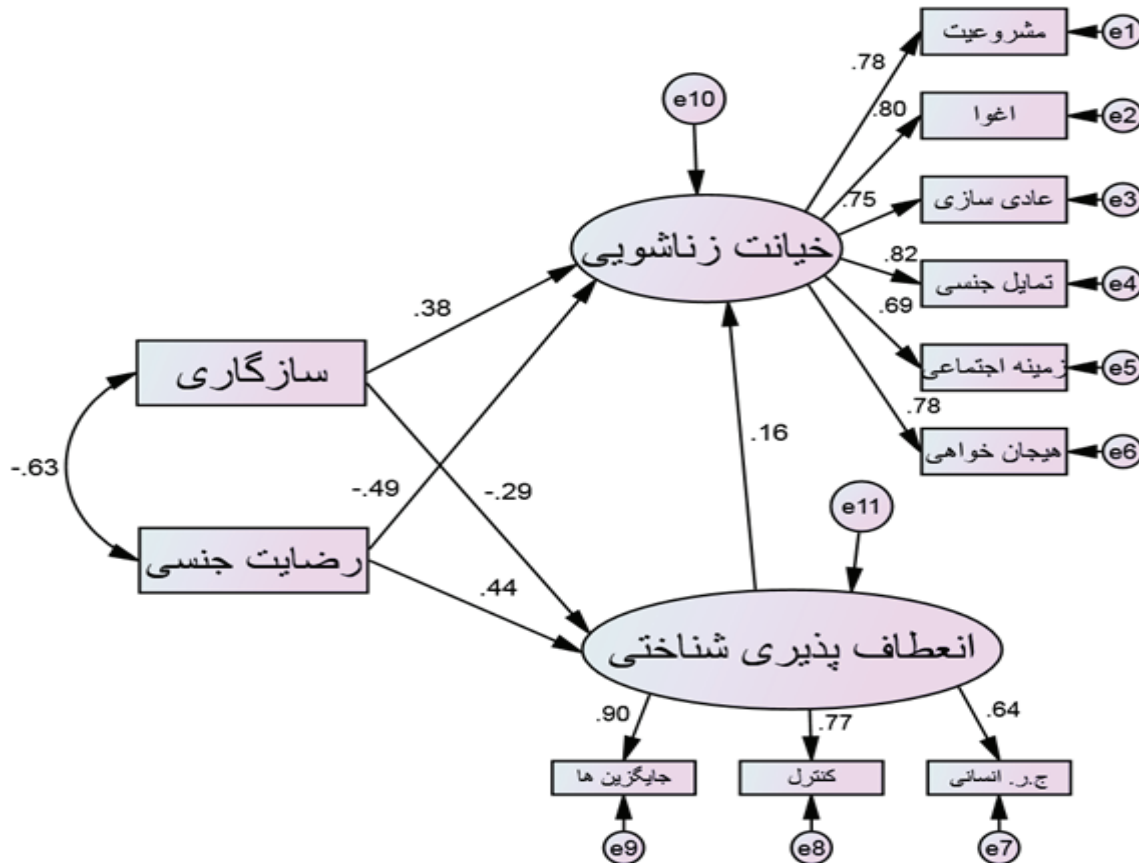 مشروعیت
e1
.78
e10
.80
اغوا
e2
.75
عادی سازی
e3
خیانت زناشویی
.82
تمایل جنسی
e4
.69
.38
زمینه اجتماعی
e5
سازگاری
.78
هیجان خواهی
e6
.16
-.63
-.49
-.29
e11
رضایت جنسی
.44
انعطاف پذیری شناختی
.90
.77
.64
جایگزین ها
کنترل
ج.ر. انسانی
e9
e8
e7